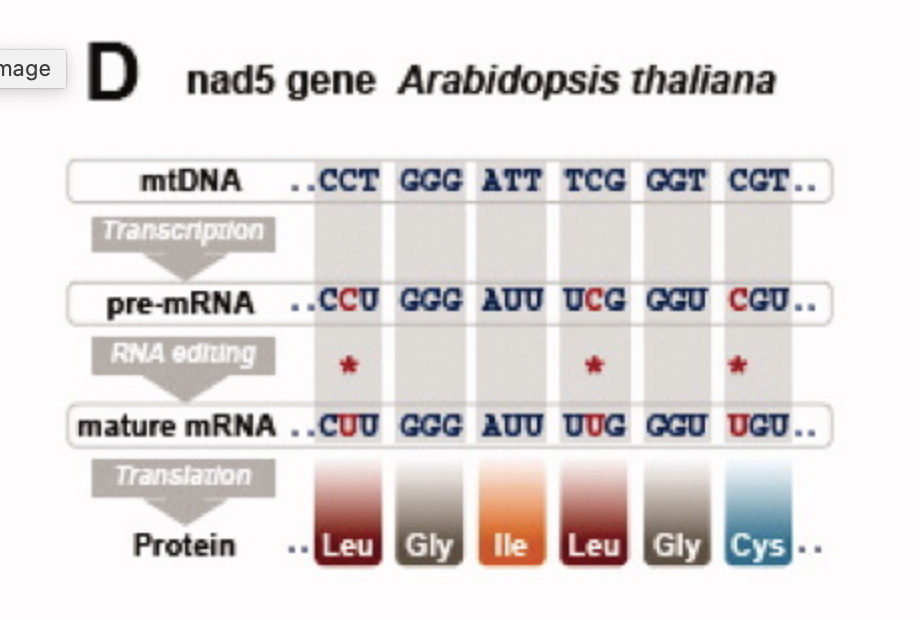 mage
D nad5 gene Arabidopsis thaliana
mtDNA ..CCT GGG ATT TCG GGT CGT..
Transcription
pre-mRNA ..CCU GGG AUU UCG GGU CGU..
RNA editing * * *
mature mRNA ..CUU GGG AUU UUG GGU UGU..
Translation
Protein ..Leu Gly Ile Leu Gly Cys..